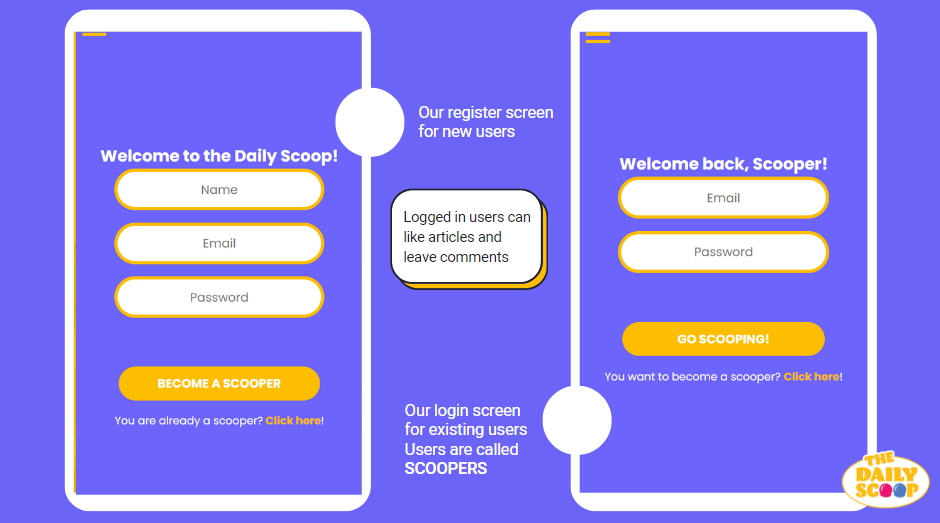 Welcome to the Daily Scoop!
Name
Email
Password
BECOME A SCOOPER
You are already a scooper? Click here!
Our register screen
for new users
Logged in users can
like articles and
leave comments
Our login screen
for existing users
Users are called
SCOOPERS
Welcome back, Scooper!
Email
Password
GO SCOOPING!
You want to become a scooper? Click here!
THE
DAILY
SCOOP